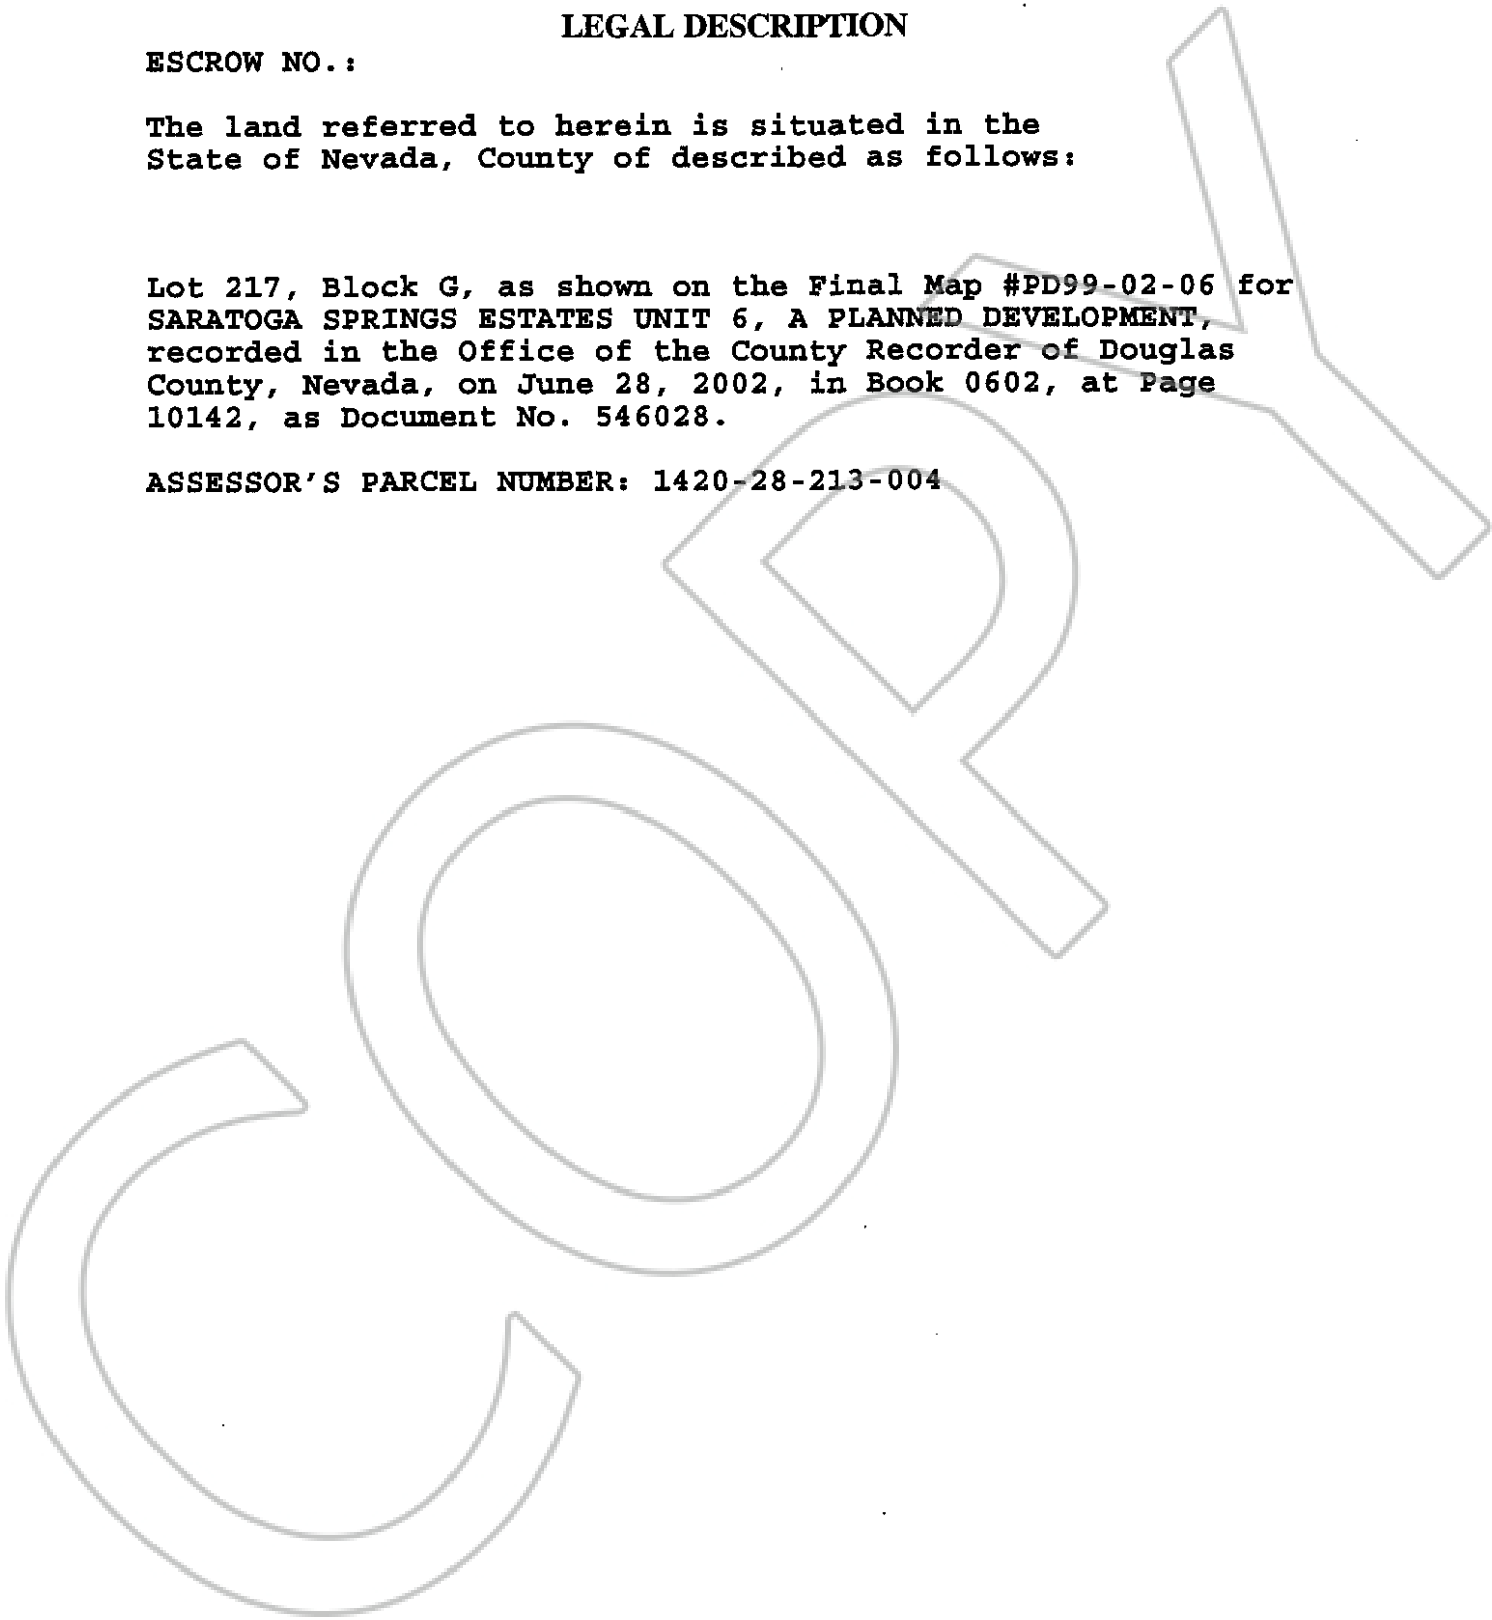 LEGAL DESCRIPTION
ESCROW NO.:
The land referred to herein is situated in the
State of Nevada, County of described as follows:
Lot 217, Block G, as shown on the Final Map #PD99-02-06 for
SARATOGA SPRINGS ESTATES UNIT 6, A PLANNED DEVELOPMENT,
recorded in the Office of the County Recorder of Douglas
County, Nevada, on June 28, 2002, in Book 0602, at Page
10142, as Document No. 546028.
ASSESSOR'S PARCEL NUMBER: 1420-28-213-004
COPY